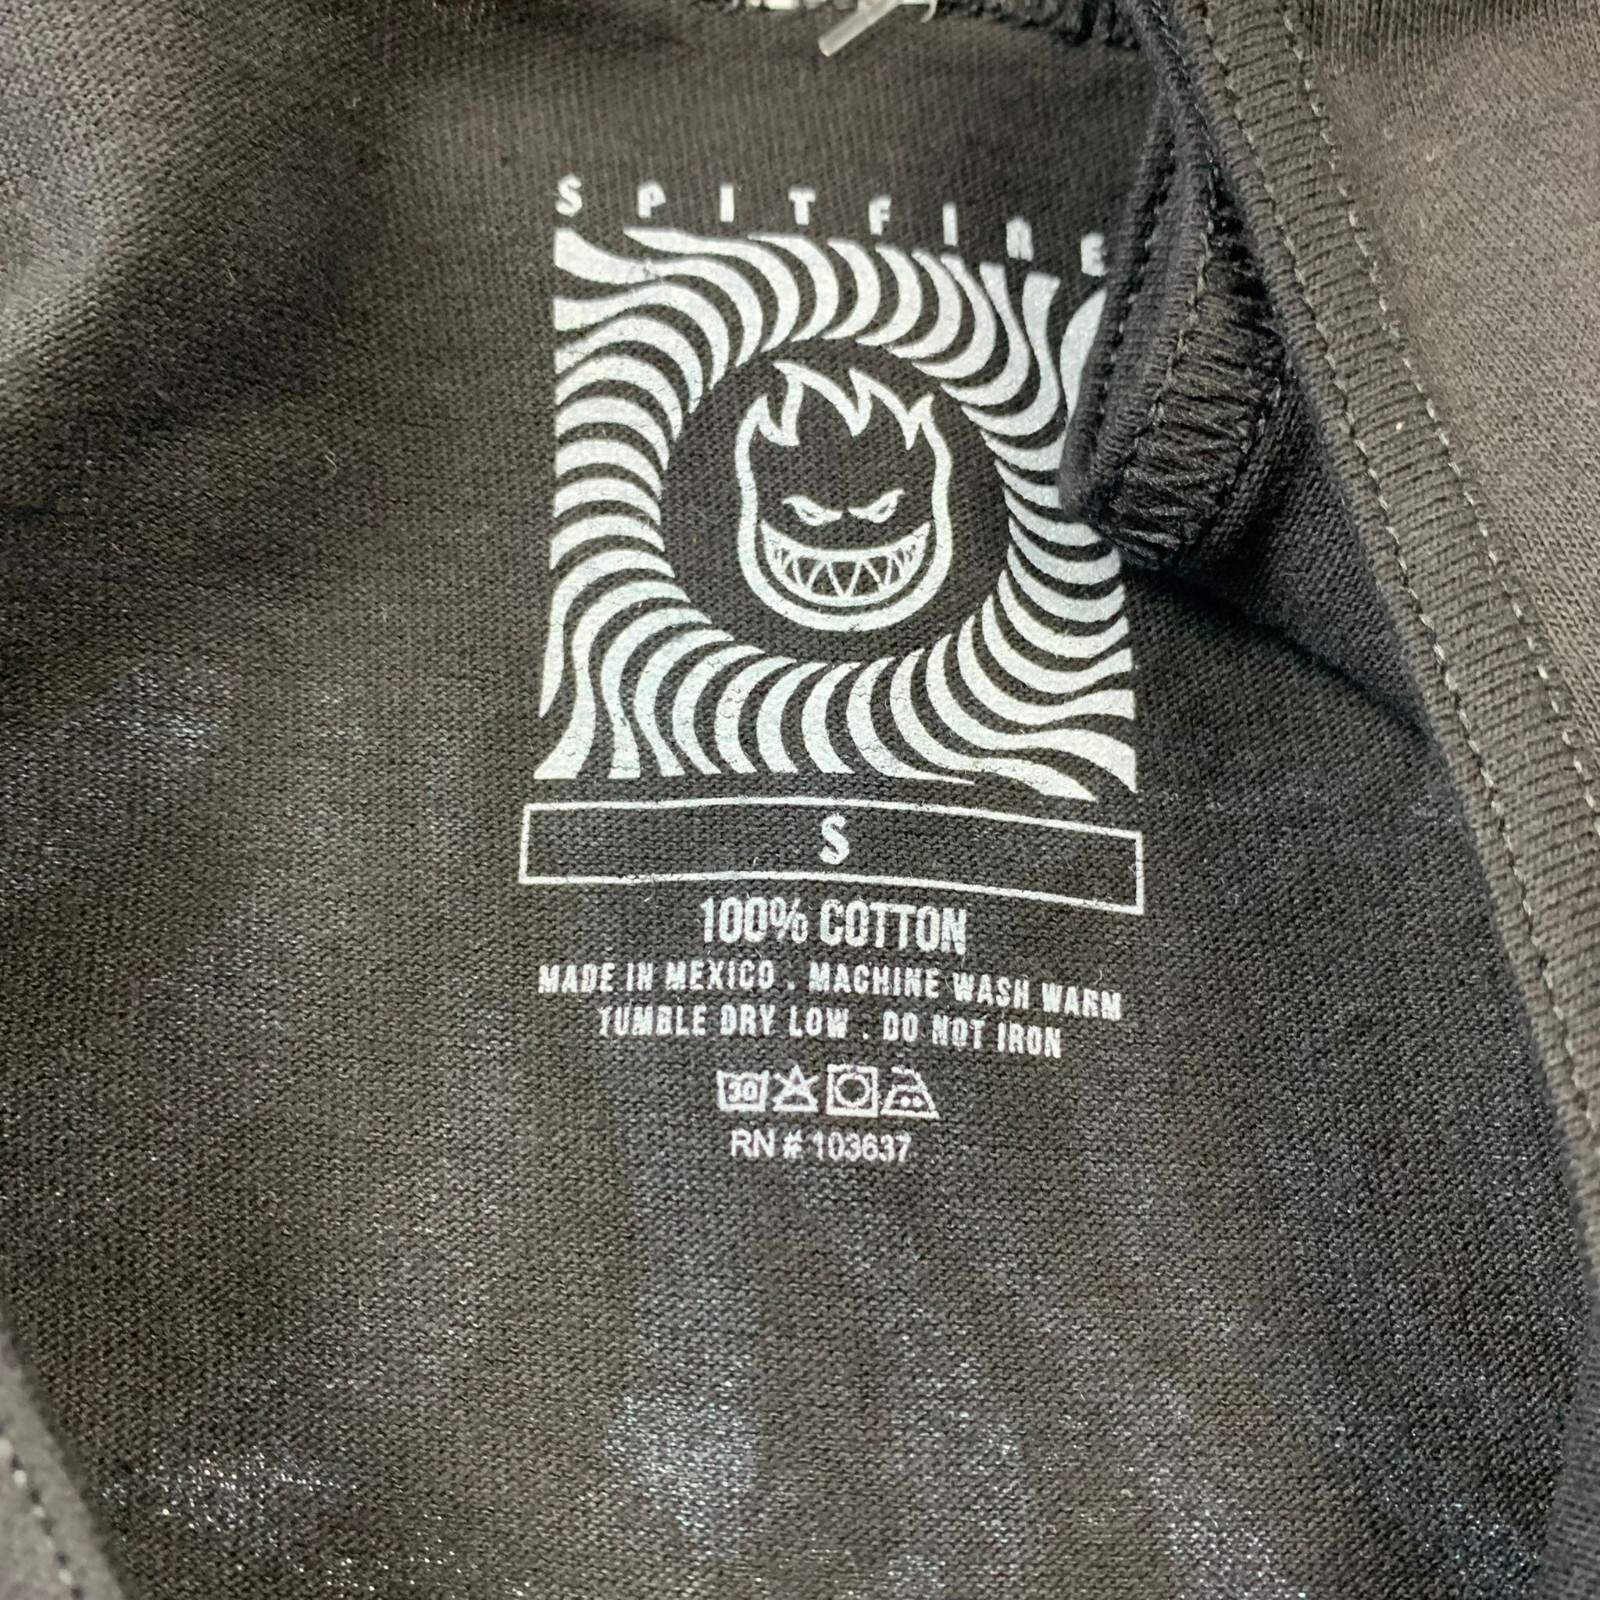 SPITFIRE
S
100% COTTON
MADE IN MEXICO . MACHINE WASH WARM
TUMBLE DRY LOW . DO NOT IRON
30
RN # 103637